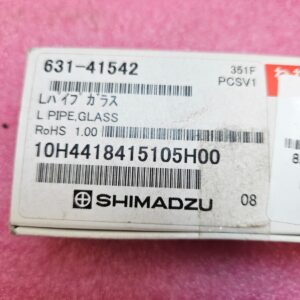 631-41542
351F
PCSV1
Lパイプ ガラス
L PIPE,GLASS
RoHS 1.00
10H4418415105H00
SHIMADZU
08